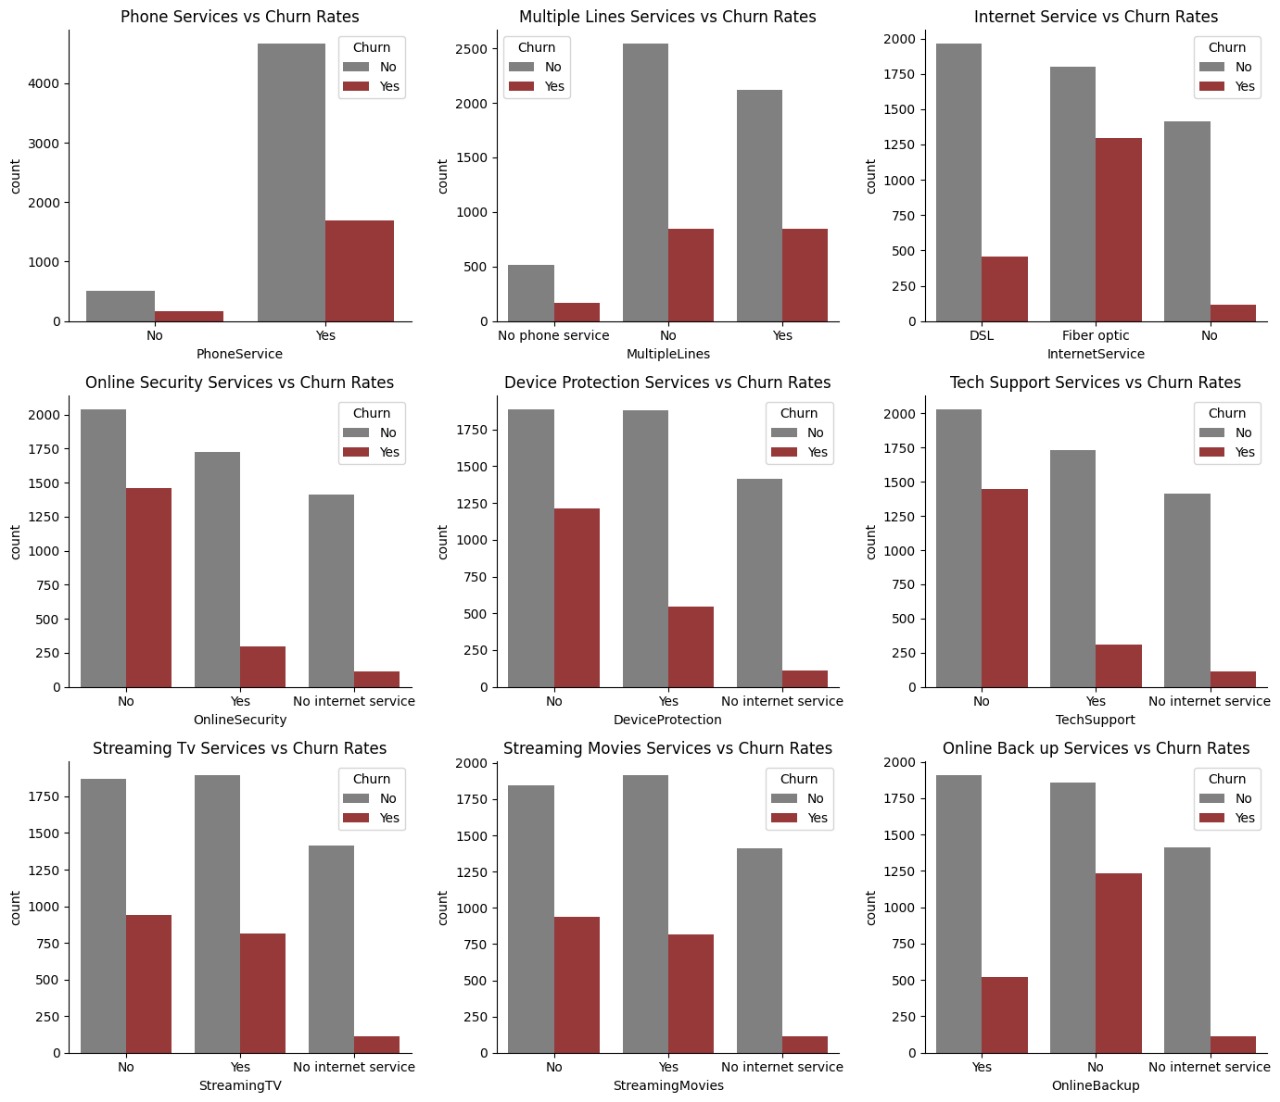 Phone Services vs Churn Rates
Churn
No
Yes
4000
3000
2000
1000
0
count
No
Yes
PhoneService
Multiple Lines Services vs Churn Rates
Churn
No
Yes
2500
2000
1500
1000
500
0
count
No phone service
No
Yes
MultipleLines
Internet Service vs Churn Rates
Churn
No
Yes
2000
1750
1500
1250
1000
750
500
250
0
count
DSL
Fiber optic
No
InternetService
Online Security Services vs Churn Rates
Churn
No
Yes
2000
1750
1500
1250
1000
750
500
250
0
count
No
Yes
No internet service
OnlineSecurity
Device Protection Services vs Churn Rates
Churn
No
Yes
1750
1500
1250
1000
750
500
250
0
count
No
Yes
No internet service
DeviceProtection
Tech Support Services vs Churn Rates
Churn
No
Yes
2000
1750
1500
1250
1000
750
500
250
0
count
No
Yes
No internet service
TechSupport
Streaming Tv Services vs Churn Rates
Churn
No
Yes
1750
1500
1250
1000
750
500
250
0
count
No
Yes
No internet service
StreamingTV
Streaming Movies Services vs Churn Rates
Churn
No
Yes
2000
1750
1500
1250
1000
750
500
250
0
count
No
Yes
No internet service
StreamingMovies
Online Back up Services vs Churn Rates
Churn
No
Yes
2000
1750
1500
1250
1000
750
500
250
0
count
Yes
No
No internet service
OnlineBackup